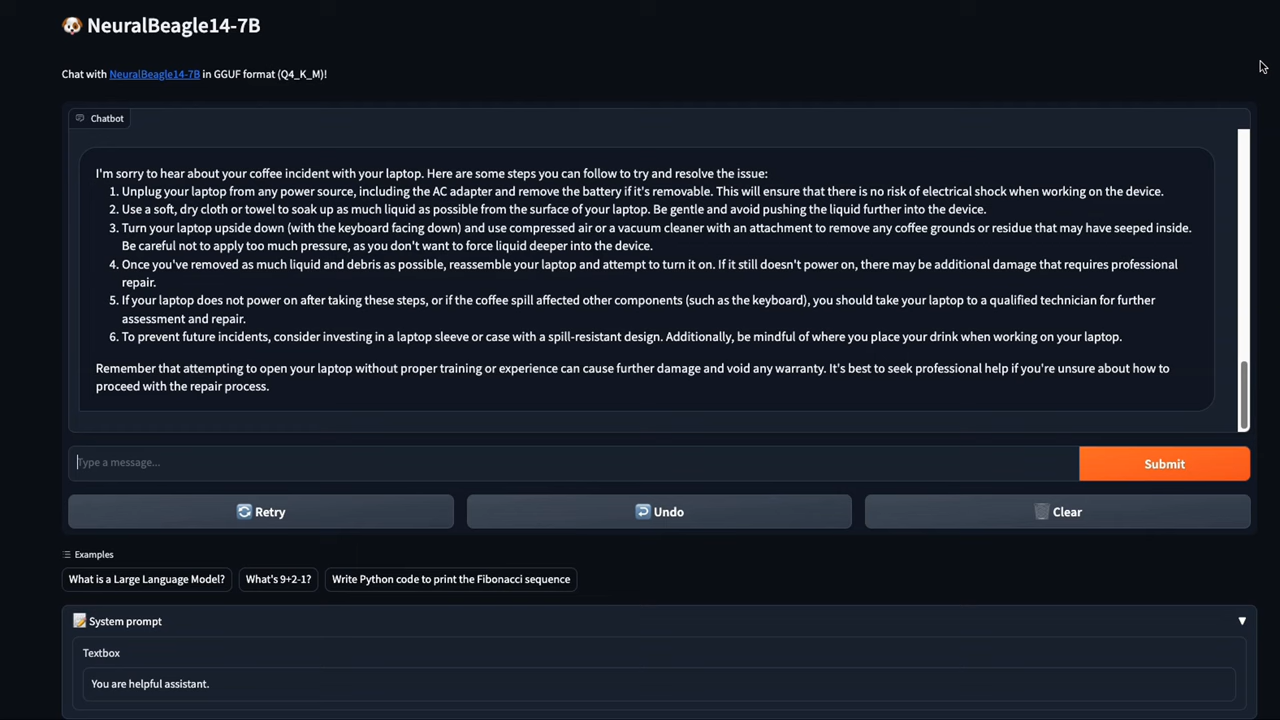 🐶 NeuralBeagle14-7B
Chat with NeuralBeagle14-7B in GGUF format (Q4_K_M)!
Chatbot
I'm sorry to hear about your coffee incident with your laptop. Here are some steps you can follow to try and resolve the issue:
1. Unplug your laptop from any power source, including the AC adapter and remove the battery if it's removable. This will ensure that there is no risk of electrical shock when working on the device.
2. Use a soft, dry cloth or towel to soak up as much liquid as possible from the surface of your laptop. Be gentle and avoid pushing the liquid further into the device.
3. Turn your laptop upside down (with the keyboard facing down) and use compressed air or a vacuum cleaner with an attachment to remove any coffee grounds or residue that may have seeped inside.
Be careful not to apply too much pressure, as you don't want to force liquid deeper into the device.
4. Once you've removed as much liquid and debris as possible, reassemble your laptop and attempt to turn it on. If it still doesn't power on, there may be additional damage that requires professional
repair.
5. If your laptop does not power on after taking these steps, or if the coffee spill affected other components (such as the keyboard), you should take your laptop to a qualified technician for further
assessment and repair.
6. To prevent future incidents, consider investing in a laptop sleeve or case with a spill-resistant design. Additionally, be mindful of where you place your drink when working on your laptop.
Remember that attempting to open your laptop without proper training or experience can cause further damage and void any warranty. It's best to seek professional help if you're unsure about how to
proceed with the repair process.
Type a message...
Submit
Retry
Undo
Clear
Examples
What is a Large Language Model?
What's 9+2-1?
Write Python code to print the Fibonacci sequence
System prompt
Textbox
You are helpful assistant.